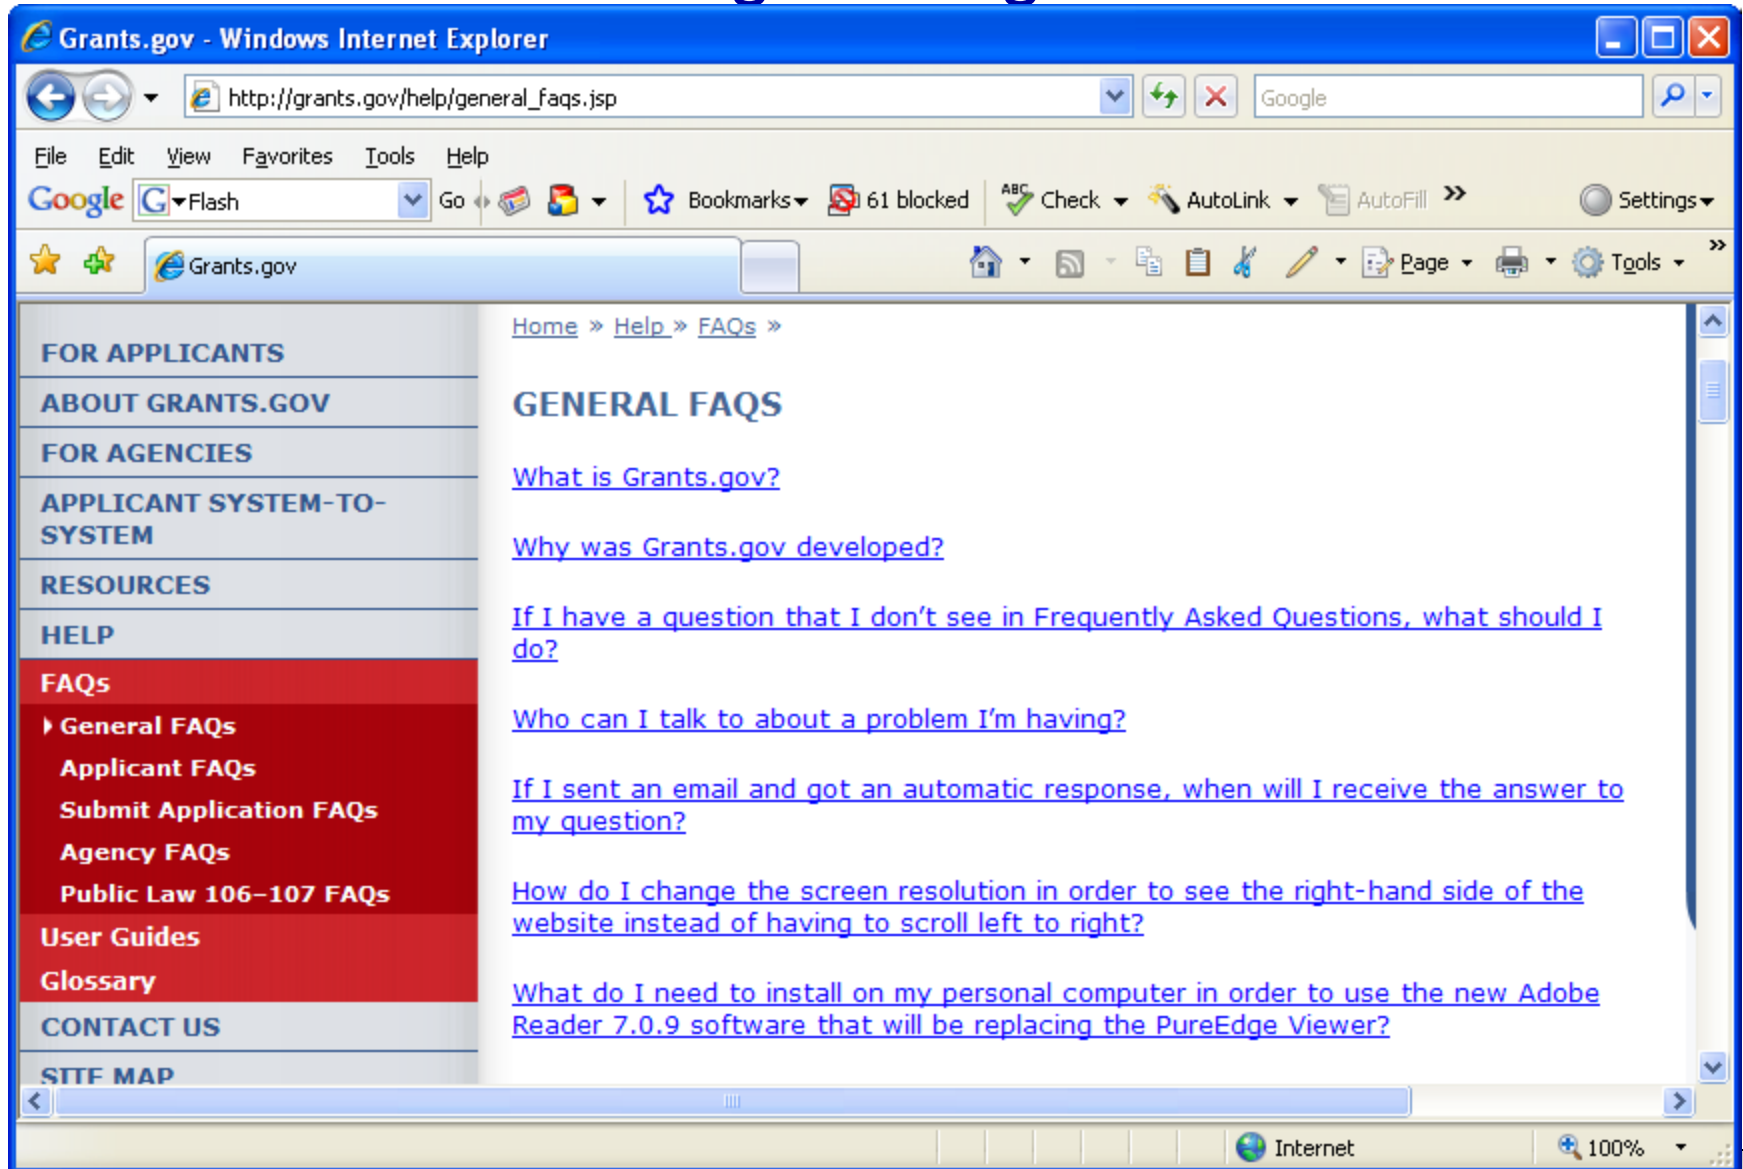 Grants.gov - Windows Internet Explorer
http://grants.gov/help/general_faqs.jsp
Google
File Edit View Favorites Tools Help
Google G Flash Go Bookmarks 61 blocked ABC Check AutoLink AutoFill » Settings
Grants.gov Page Tools »
FOR APPLICANTS
ABOUT GRANTS.GOV
FOR AGENCIES
APPLICANT SYSTEM-TO-
SYSTEM
RESOURCES
HELP
FAQs
General FAQs
Applicant FAQs
Submit Application FAQs
Agency FAQs
Public Law 106–107 FAQs
User Guides
Glossary
CONTACT US
SITE MAP
Home » Help » FAQs »
GENERAL FAQS
What is Grants.gov?
Why was Grants.gov developed?
If I have a question that I don’t see in Frequently Asked Questions, what should I
do?
Who can I talk to about a problem I’m having?
If I sent an email and got an automatic response, when will I receive the answer to
my question?
How do I change the screen resolution in order to see the right-hand side of the
website instead of having to scroll left to right?
What do I need to install on my personal computer in order to use the new Adobe
Reader 7.0.9 software that will be replacing the PureEdge Viewer?
Internet 100%